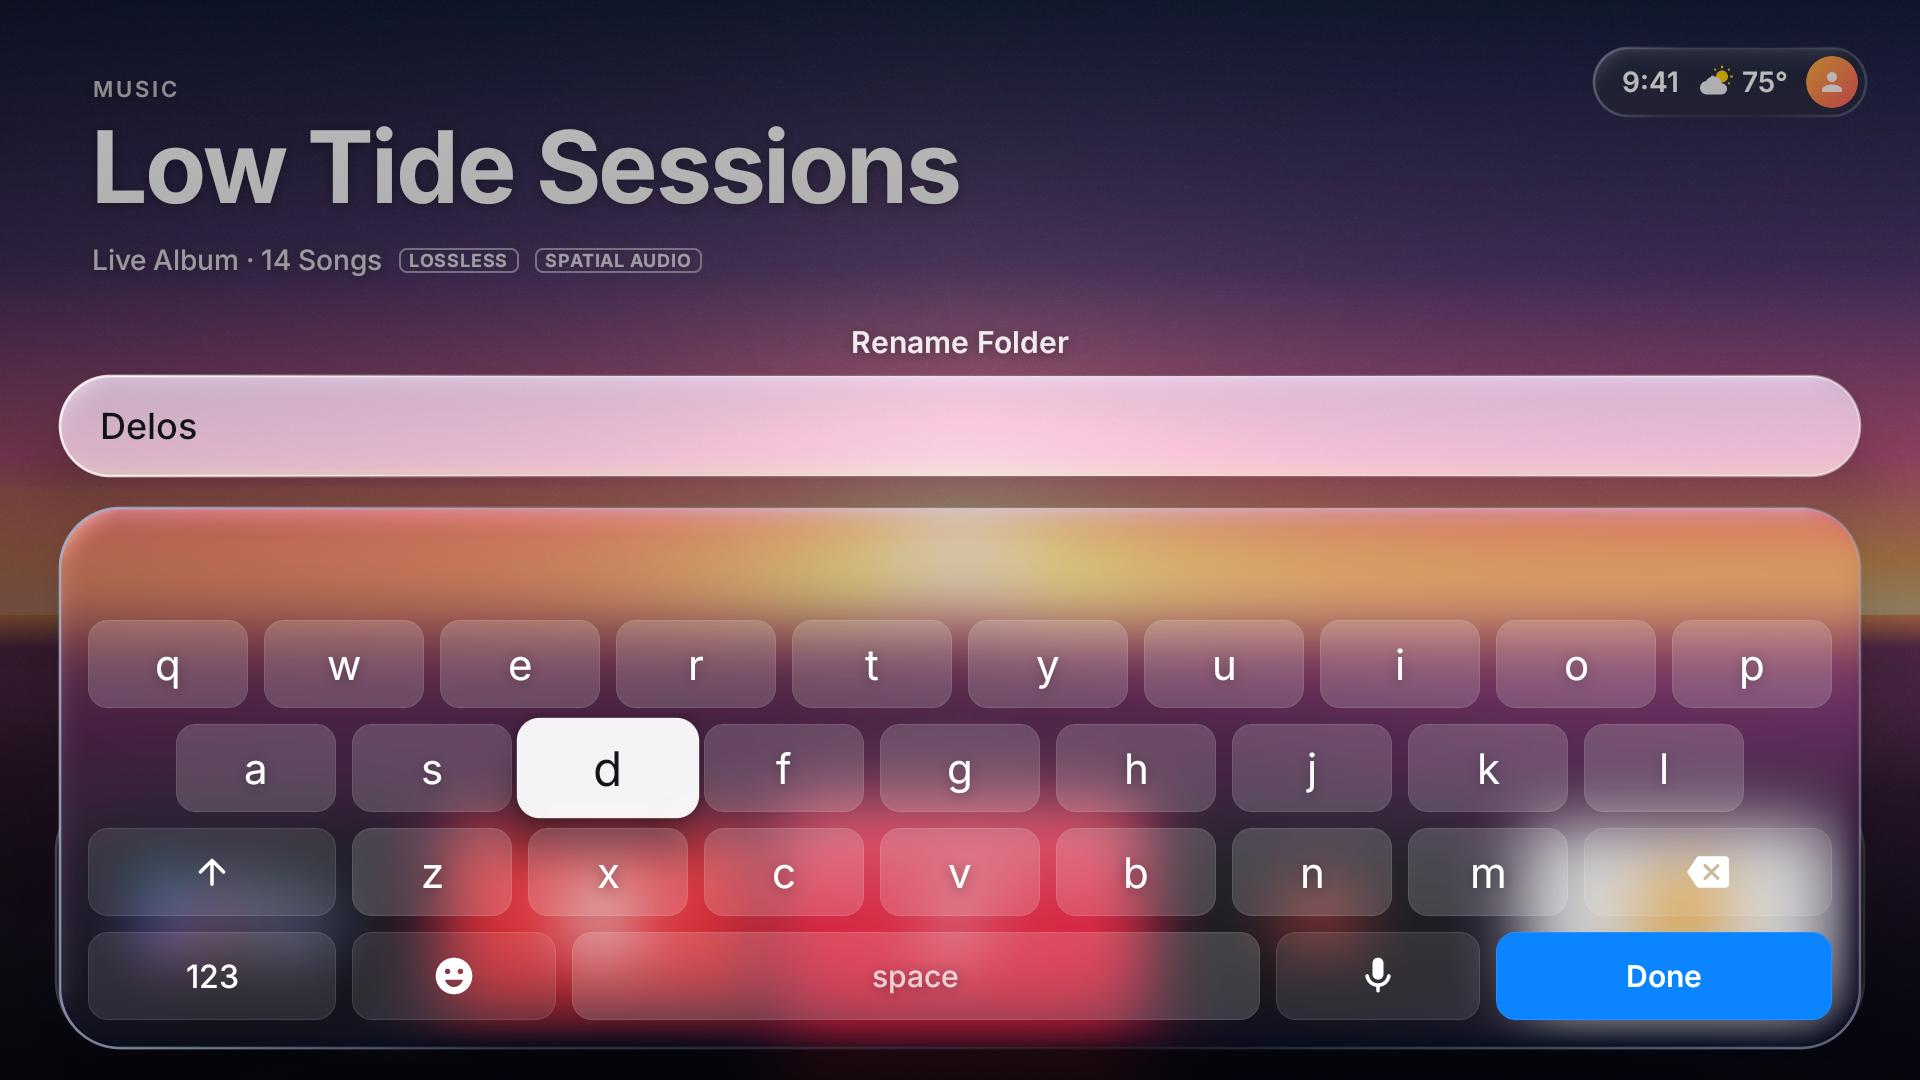 MUSIC
9:41 75°
Low Tide Sessions
Live Album · 14 Songs LOSSLESS SPATIAL AUDIO
Rename Folder
Delos
q w e r t y u i o p
a s d f g h j k l
z x c v b n m
123 space Done